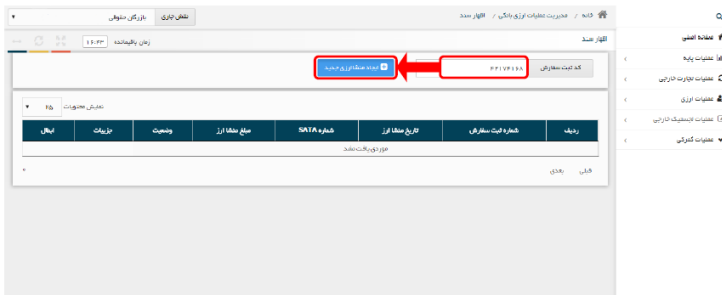 خانه / مدیریت عملیات ارزی بانکی / اظهار سند
نقش جاری بازرگان حقوقی
اظهار سند
زمان باقیمانده ۱۶:۴۳
کد ثبت سفارش ۴۴۱۷۴۱۶۸ ایجاد منشا ارزی جدید
نمایش محتویات ۲۵
ردیف شماره ثبت سفارش تاریخ منشا ارز شماره SATA مبلغ منشا ارز وضعیت جزییات ابطال
موردی یافت نشد
قبلی بعدی
صفحه اصلی
عملیات پایه
عملیات تجارت خارجی
عملیات ارزی
عملیات لجستیک خارجی
عملیات گمرکی